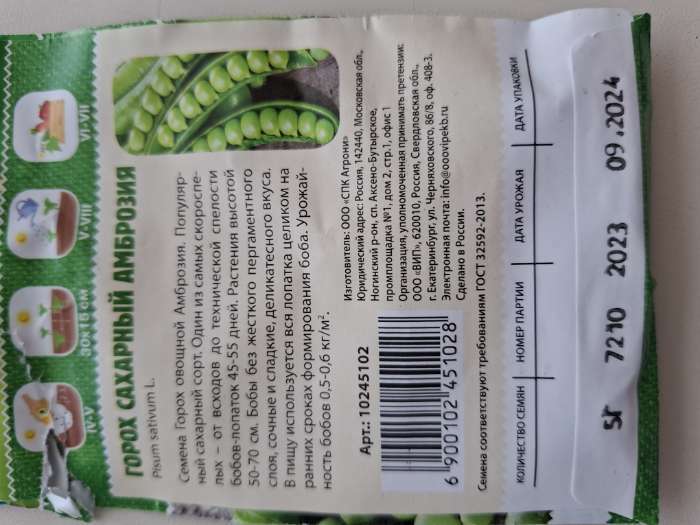 IV-V
30X15 см
V-VIII
VI-VII
ГОРОХ САХАРНЫЙ АМБРОЗИЯ
Pisum sativum L.
Семена Горох овощной Амброзия. Популяр-
ный сахарный сорт. Один из самых скороспе-
лых – от всходов до технической спелости
бобов-лопаток 45-55 дней. Растения высотой
50-70 см. Бобы без жесткого пергаментного
слоя, сочные и сладкие, деликатесного вкуса.
В пищу используется вся лопатка целиком на
ранних сроках формирования боба. Урожай-
ность бобов 0,5-0,6 кг/м².
Арт.: 10245102
6 900102 451028
Изготовитель: ООО «СПК Агрони»
Юридический адрес: Россия, 142440, Московская обл.,
Ногинский р-он, сп. Аксено-Бутырское,
промплощадка №1, дом 2, стр.1, офис 1
Организация, уполномоченная принимать претензии:
ООО «ВИП», 620010, Россия, Свердловская обл.,
г. Екатеринбург, ул. Черняховского, 86/8, оф. 408-3.
Электронная почта: info@ooovipekb.ru
Сделано в России.
Семена соответствуют требованиям ГОСТ 32592-2013.
КОЛИЧЕСТВО СЕМЯН НОМЕР ПАРТИИ ДАТА УРОЖАЯ ДАТА УПАКОВКИ
5Г 7210 2023 09.2024